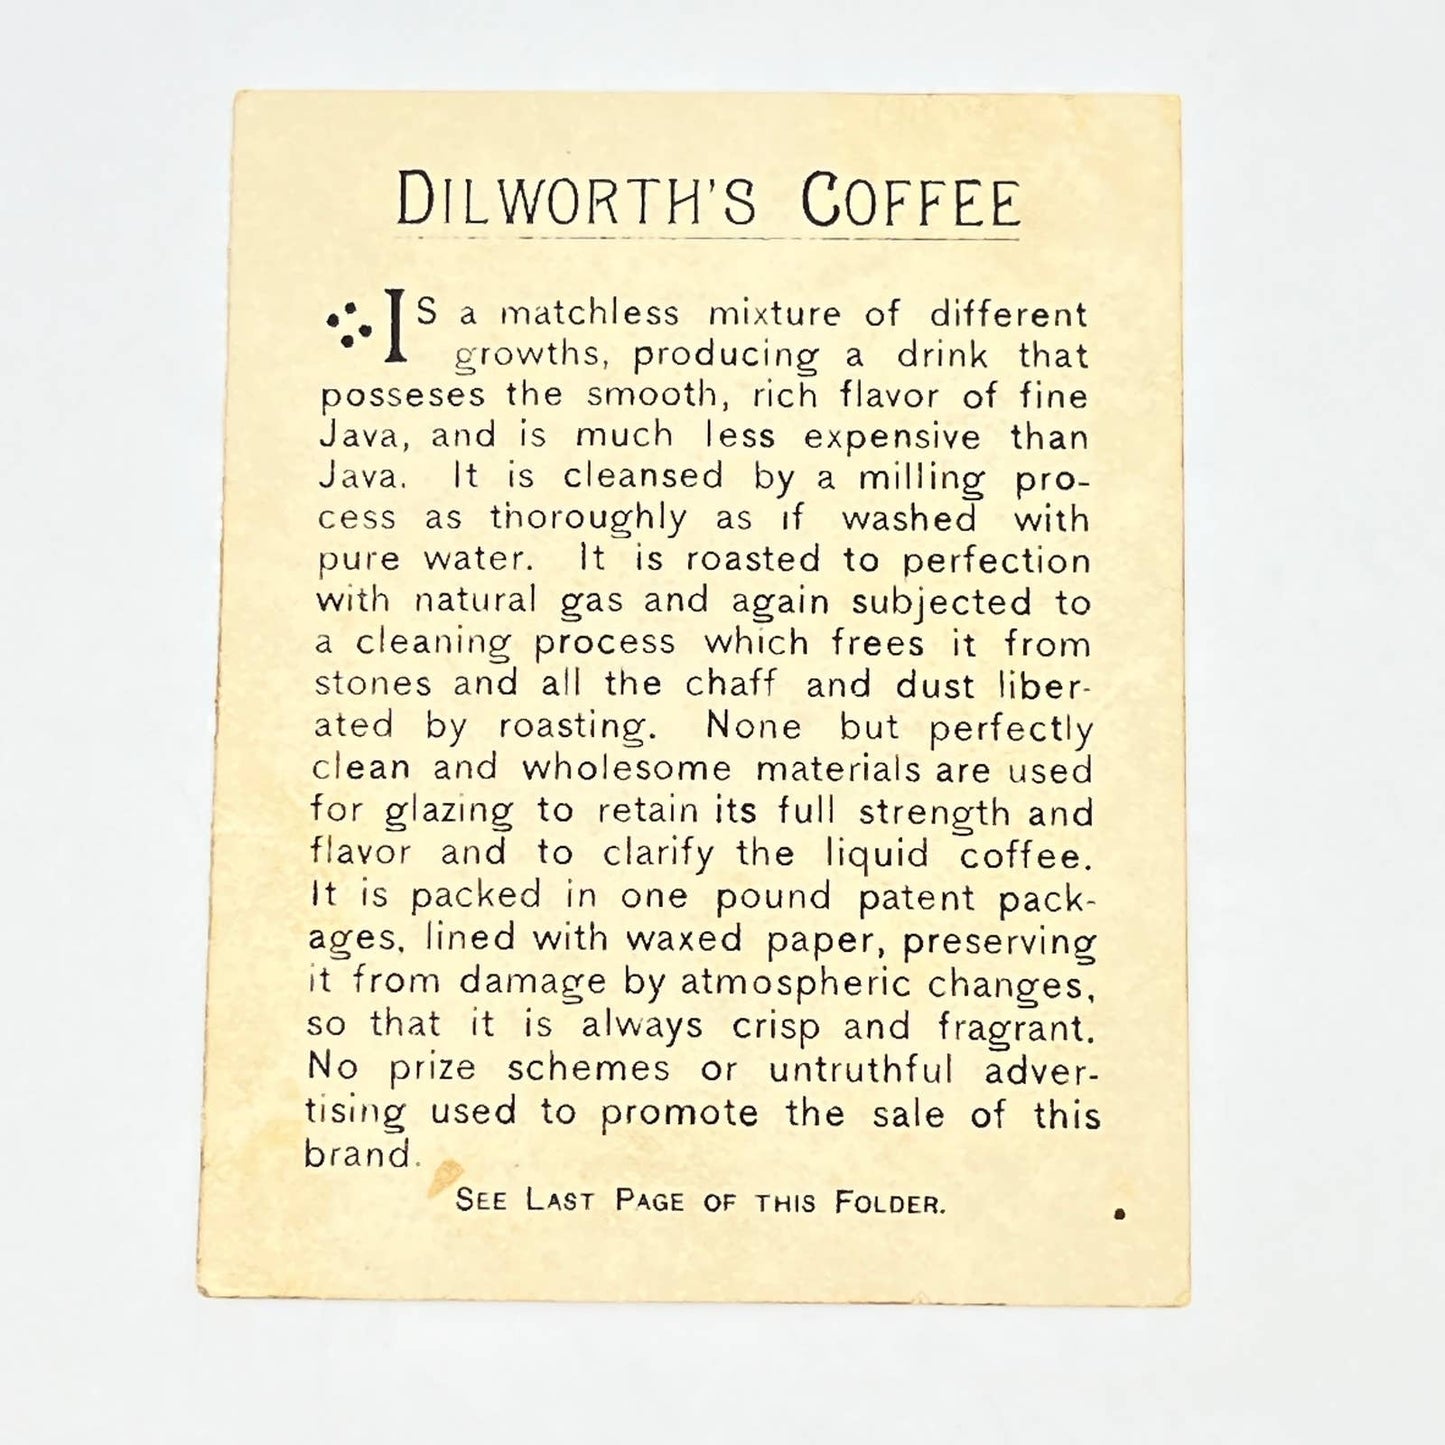 DILWORTH'S COFFEE
IS a matchless mixture of different
growths, producing a drink that
posseses the smooth, rich flavor of fine
Java, and is much less expensive than
Java. It is cleansed by a milling pro-
cess as thoroughly as if washed with
pure water. It is roasted to perfection
with natural gas and again subjected to
a cleaning process which frees it from
stones and all the chaff and dust liber-
ated by roasting. None but perfectly
clean and wholesome materials are used
for glazing to retain its full strength and
flavor and to clarify the liquid coffee.
It is packed in one pound patent pack-
ages, lined with waxed paper, preserving
it from damage by atmospheric changes,
so that it is always crisp and fragrant.
No prize schemes or untruthful adver-
tising used to promote the sale of this
brand.
SEE LAST PAGE OF THIS FOLDER.